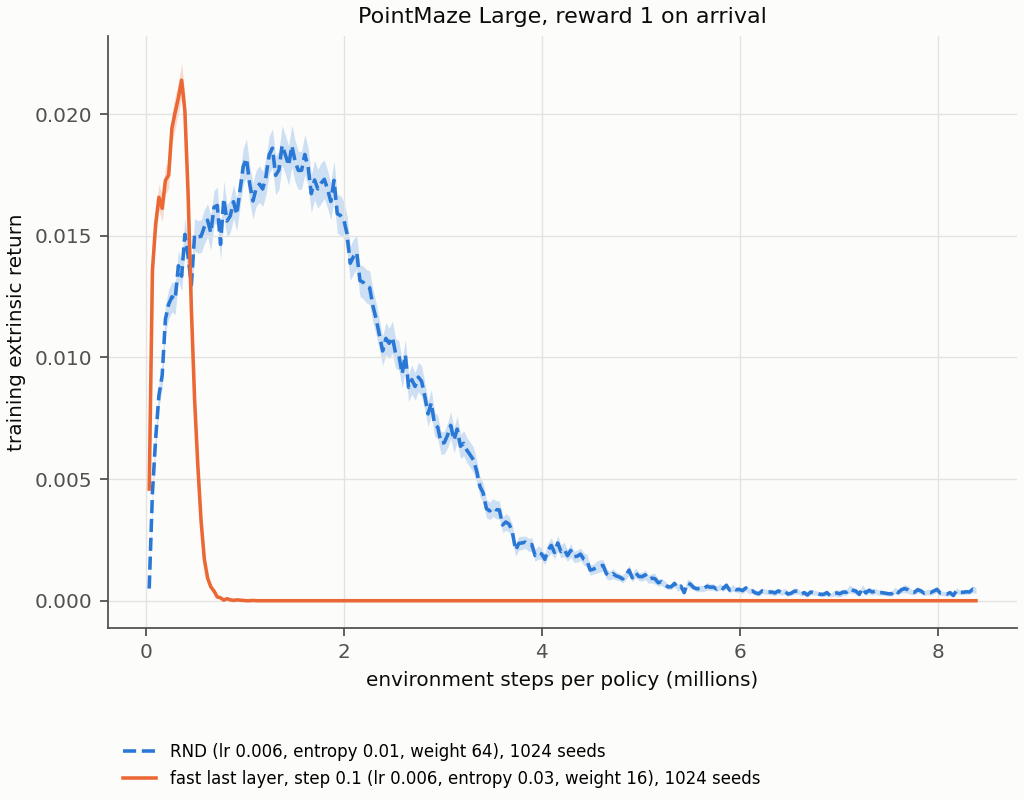 PointMaze Large, reward 1 on arrival
training extrinsic return
0.020
0.015
0.010
0.005
0.000
0 2 4 6 8
environment steps per policy (millions)
RND (lr 0.006, entropy 0.01, weight 64), 1024 seeds
fast last layer, step 0.1 (lr 0.006, entropy 0.03, weight 16), 1024 seeds